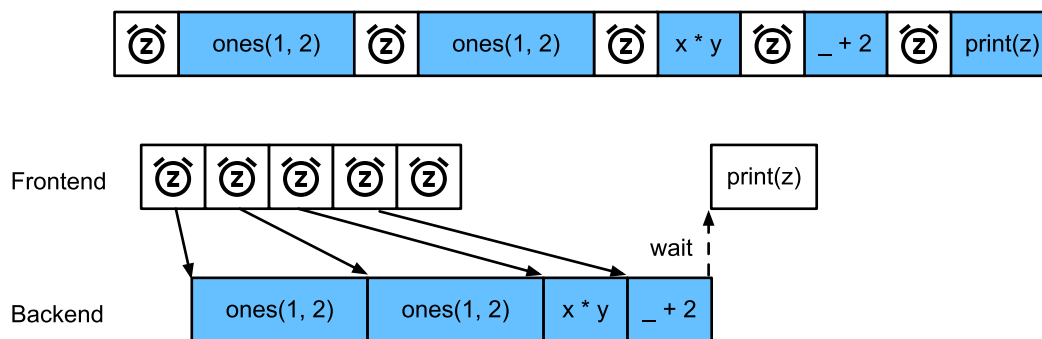 z ones(1, 2) z ones(1, 2) z x * y z _ + 2 z print(z)
Frontend z z z z z print(z)
wait
Backend ones(1, 2) ones(1, 2) x * y _ + 2